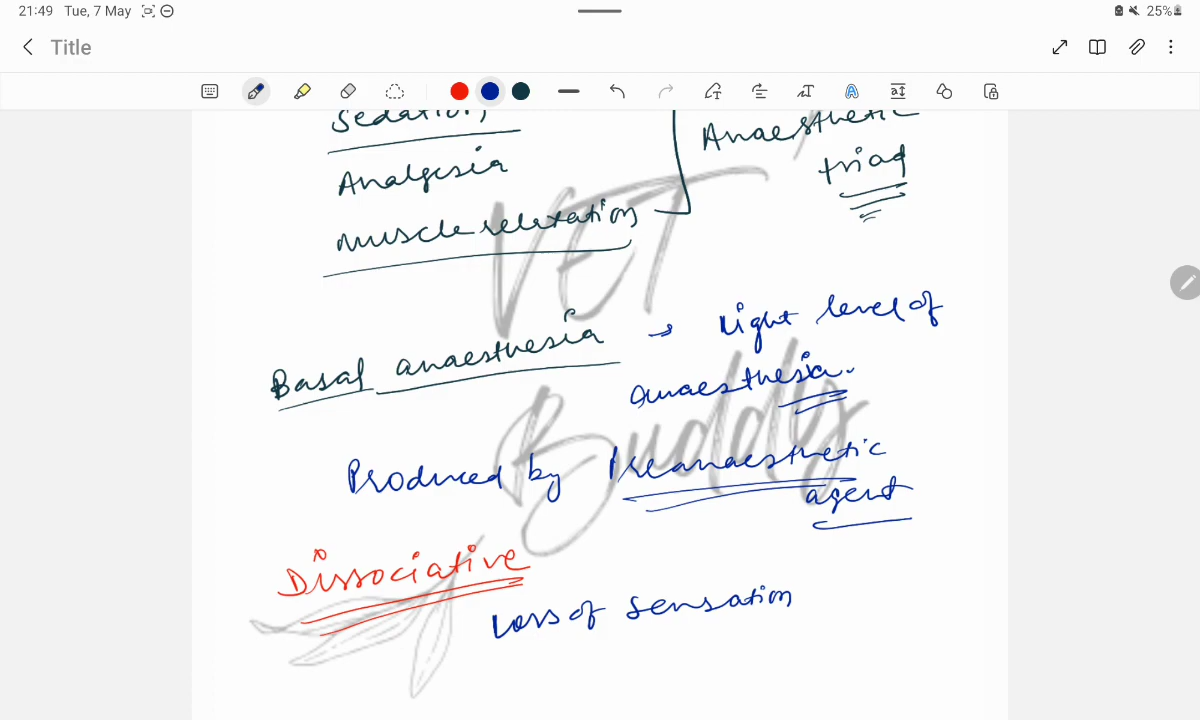 21:49 Tue, 7 May
25%
Title
Sedation,
Anaesthetic
triad
Analgesia
Muscle relaxation
Basal anaesthesia → Light level of
anaesthesia.
Produced by Preanaesthetic
agent
Dissociative
Loss of sensation
VET
Buddy